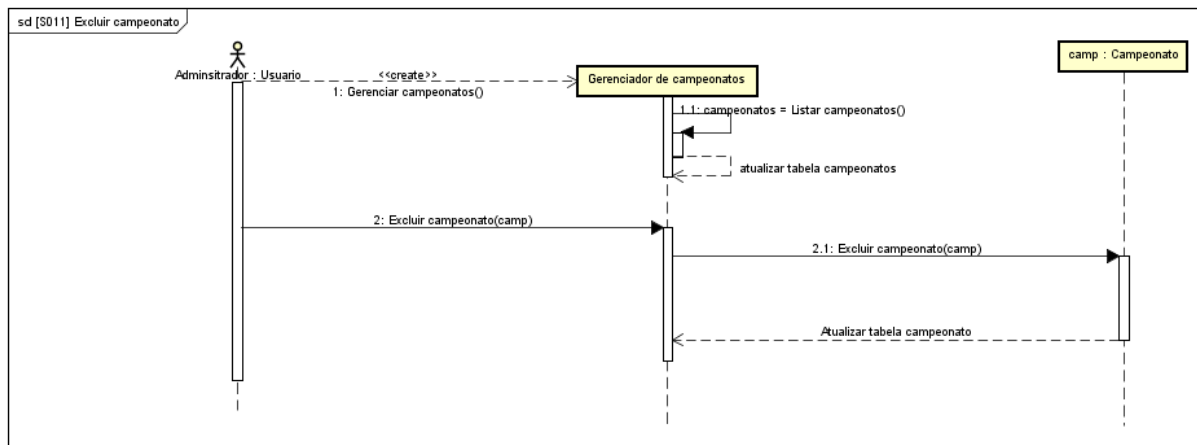 sd [S011] Excluir campeonato
Adminsitrador : Usuario
<<create>>
1: Gerenciar campeonatos()
Gerenciador de campeonatos
camp : Campeonato
1.1: campeonatos = Listar campeonatos()
atualizar tabela campeonatos
2: Excluir campeonato(camp)
2.1: Excluir campeonato(camp)
Atualizar tabela campeonato